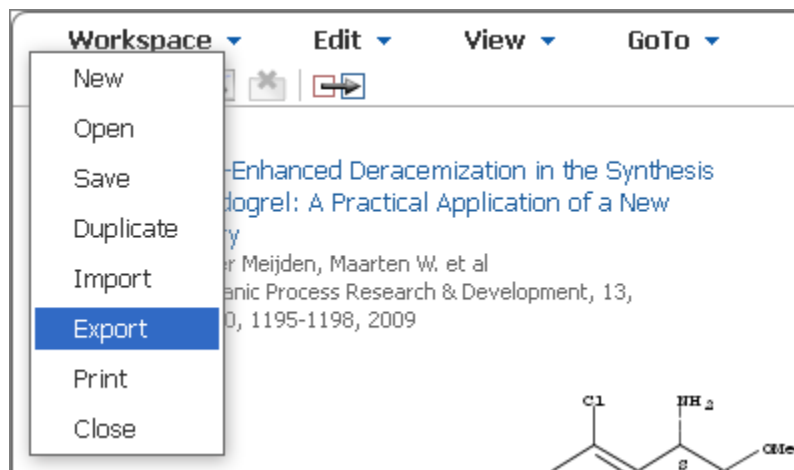 Workspace Edit View GoTo
New
Open
Save
Duplicate
Import
Export
Print
Close
-Enhanced Deracemization in the Synthesis
dogrel: A Practical Application of a New
y
er Meijden, Maarten W. et al
anic Process Research & Development, 13,
0, 1195-1198, 2009
Cl NH2
OMe
S